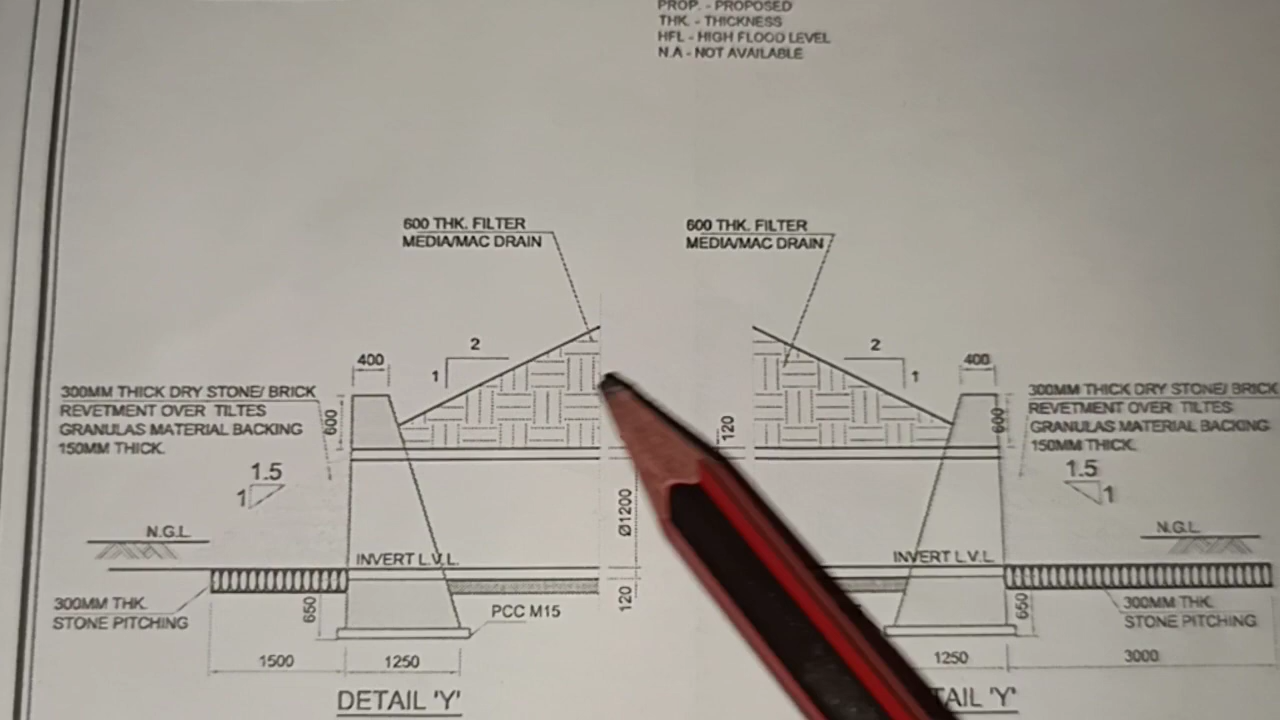 PROP. - PROPOSED
THK. - THICKNESS
HFL - HIGH FLOOD LEVEL
N.A - NOT AVAILABLE
600 THK. FILTER
MEDIA/MAC DRAIN
600 THK. FILTER
MEDIA/MAC DRAIN
2
1
400
600
300MM THICK DRY STONE/ BRICK
REVETMENT OVER TILTES
GRANULAS MATERIAL BACKING
150MM THICK.
1.5
1
N.G.L.
INVERT L.V.L.
300MM THK.
STONE PITCHING
650
PCC M15
1500
1250
DETAIL 'Y'
120
Ø1200
120
2
1
400
600
300MM THICK DRY STONE/ BRICK
REVETMENT OVER TILTES
GRANULAS MATERIAL BACKING
150MM THICK.
1.5
1
N.G.L.
INVERT L.V.L.
650
300MM THK.
STONE PITCHING
1250
3000
TAIL 'Y'